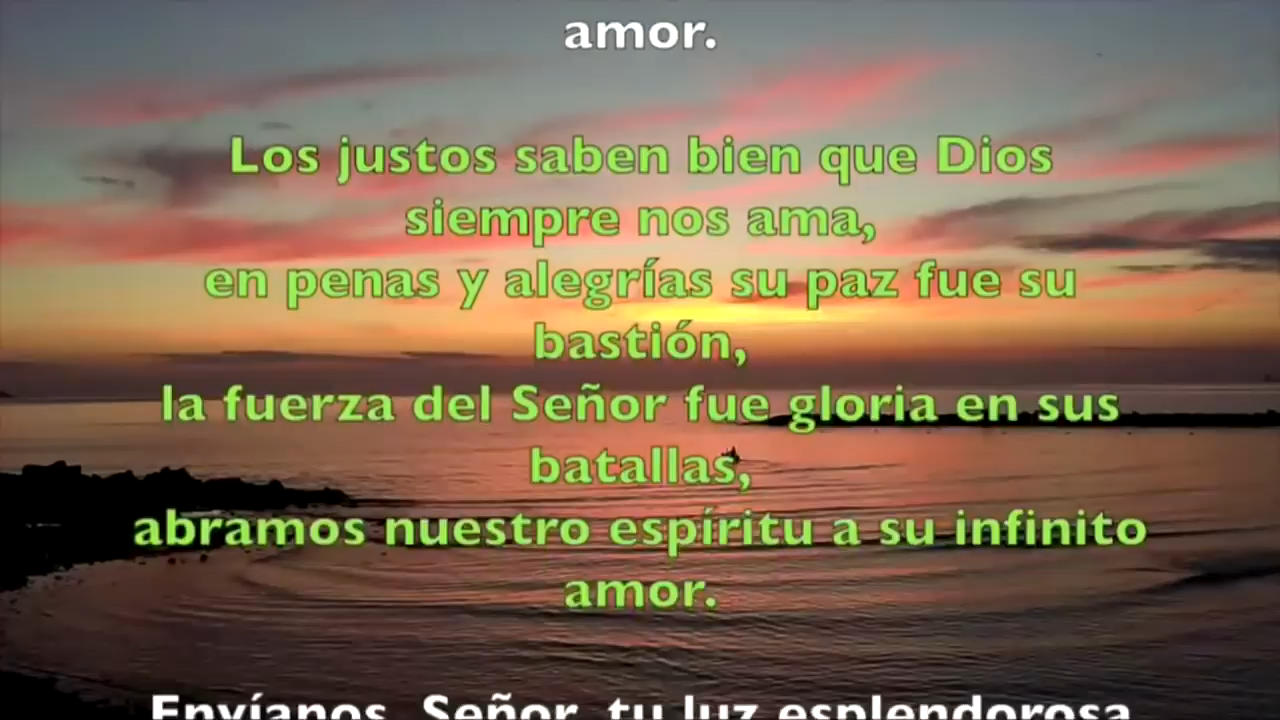 amor.
Los justos saben bien que Dios
siempre nos ama,
en penas y alegrías su paz fue su
bastión,
la fuerza del Señor fue gloria en sus
batallas,
abramos nuestro espíritu a su infinito
amor.
Envíanos, Señor, tu luz esplendorosa